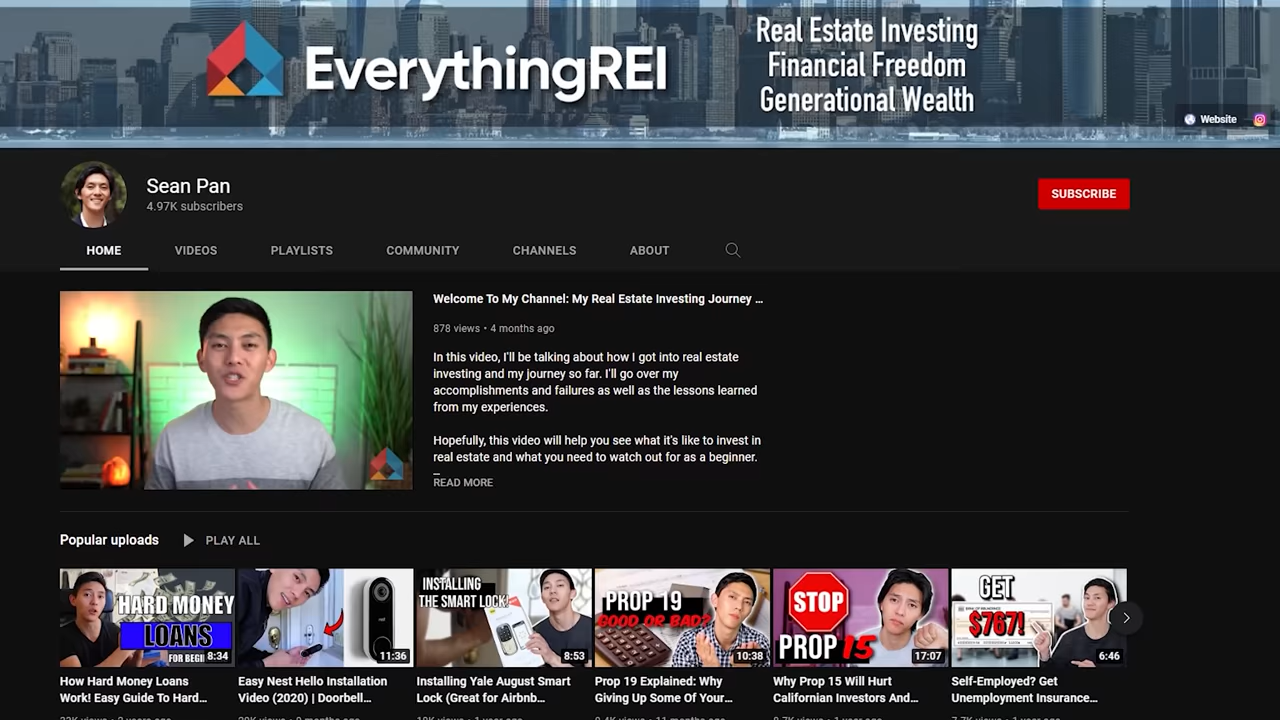 EverythingREI
Real Estate Investing
Financial Freedom
Generational Wealth
Website
Sean Pan
4.97K subscribers
SUBSCRIBE
HOME
VIDEOS
PLAYLISTS
COMMUNITY
CHANNELS
ABOUT
Welcome To My Channel: My Real Estate Investing Journey ...
878 views • 4 months ago
In this video, I'll be talking about how I got into real estate
investing and my journey so far. I'll go over my
accomplishments and failures as well as the lessons learned
from my experiences.
Hopefully, this video will help you see what it's like to invest in
real estate and what you need to watch out for as a beginner.
READ MORE
Popular uploads
PLAY ALL
HARD MONEY
LOANS
FOR
8:34
11:36
INSTALLING
THE SMART LOCK!
8:53
PROP 19
GOOD OR BAD?
10:38
STOP
PROP 15
17:07
GET
$767!
6:46
How Hard Money Loans
Work! Easy Guide To Hard...
Easy Nest Hello Installation
Video (2020) | Doorbell...
Installing Yale August Smart
Lock (Great for Airbnb...
Prop 19 Explained: Why
Giving Up Some Of Your...
Why Prop 15 Will Hurt
Californian Investors And...
Self-Employed? Get
Unemployment Insurance...